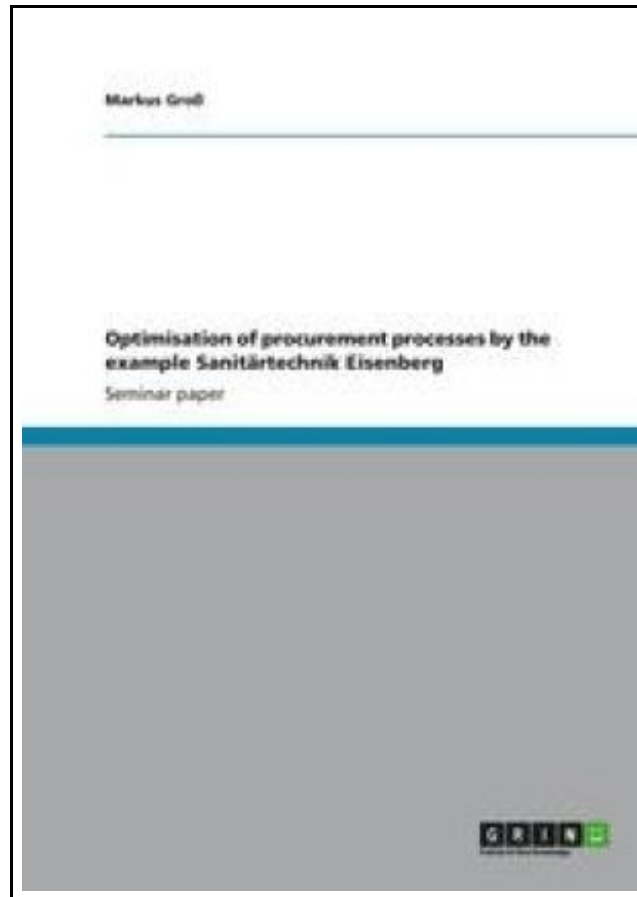 Markus Groß
Optimisation of procurement processes by the
example Sanitärtechnik Eisenberg
Seminar paper
GRIN